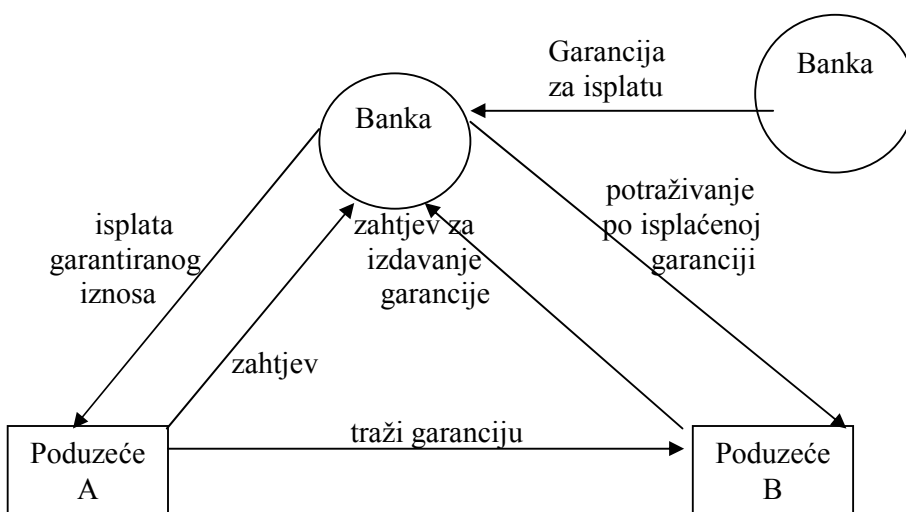 Garancija
za isplatu
Banka
Banka
isplata
garantiranog
iznosa
zahtjev za
izdavanje
garancije
potraživanje
po isplaćenoj
garanciji
zahtjev
traži garanciju
Poduzeće
A
Poduzeće
B